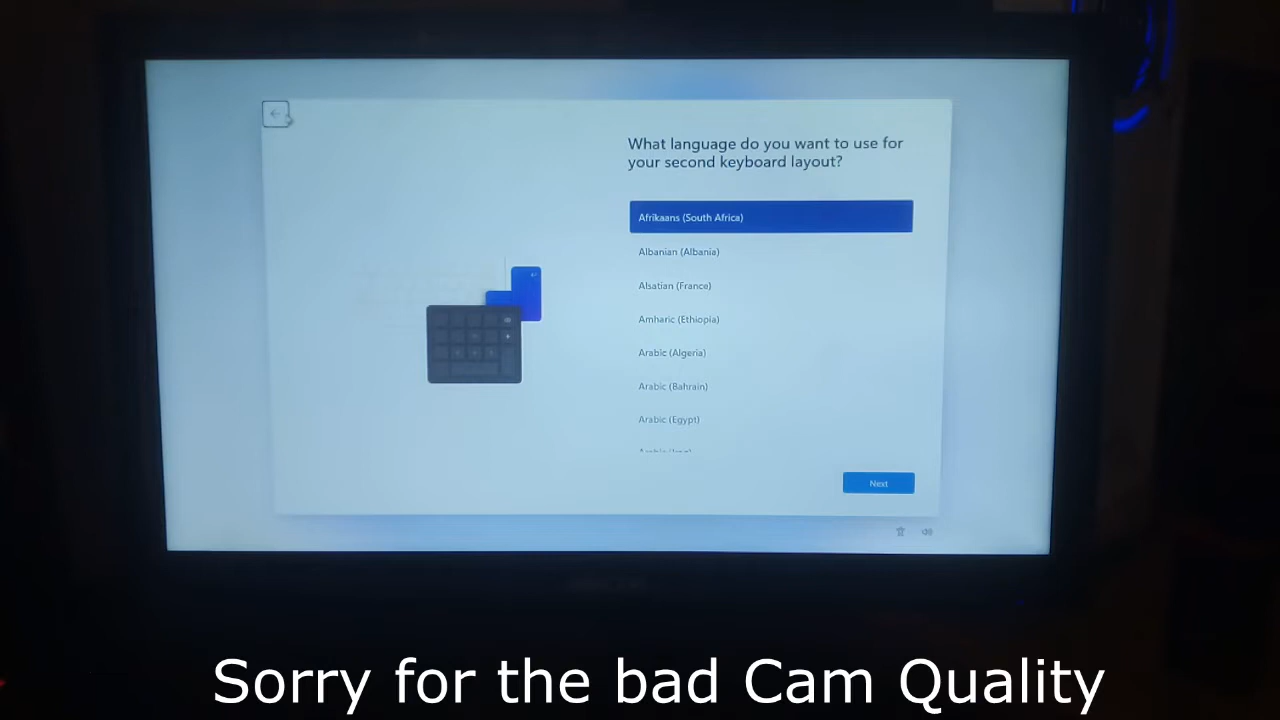 What language do you want to use for
your second keyboard layout?
Afrikaans (South Africa)
Albanian (Albania)
Alsatian (France)
Amharic (Ethiopia)
Arabic (Algeria)
Arabic (Bahrain)
Arabic (Egypt)
Next
Sorry for the bad Cam Quality